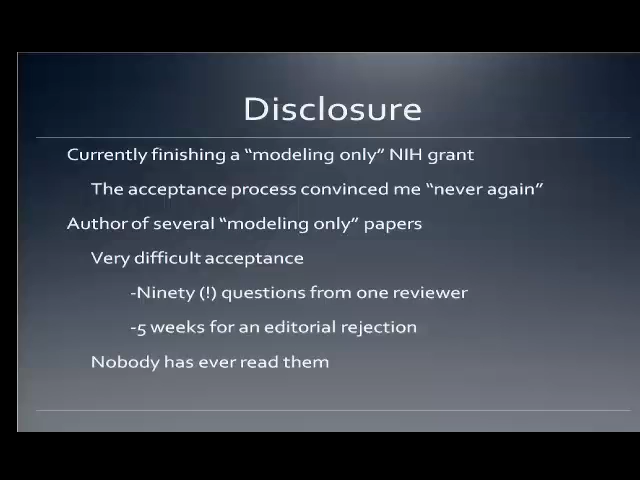 Disclosure
Currently finishing a “modeling only” NIH grant
The acceptance process convinced me “never again”
Author of several “modeling only” papers
Very difficult acceptance
-Ninety (!) questions from one reviewer
-5 weeks for an editorial rejection
Nobody has ever read them